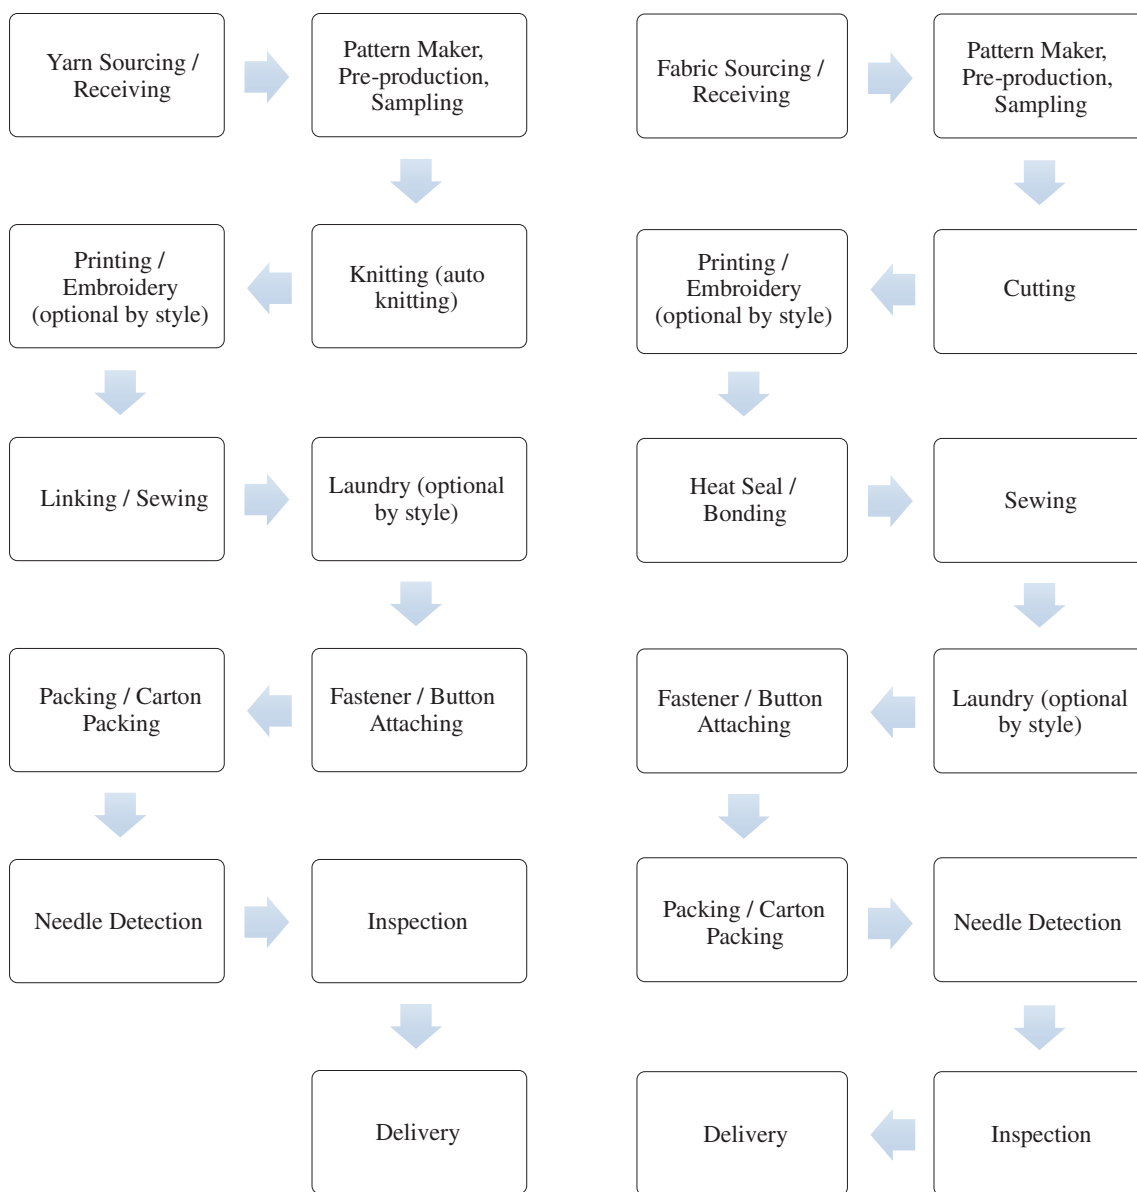 Yarn Sourcing /
Receiving
Pattern Maker,
Pre-production,
Sampling
Knitting (auto
knitting)
Printing /
Embroidery
(optional by style)
Linking / Sewing
Laundry (optional
by style)
Fastener / Button
Attaching
Packing / Carton
Packing
Needle Detection
Inspection
Delivery
Fabric Sourcing /
Receiving
Pattern Maker,
Pre-production,
Sampling
Cutting
Printing /
Embroidery
(optional by style)
Heat Seal /
Bonding
Sewing
Laundry (optional
by style)
Fastener / Button
Attaching
Packing / Carton
Packing
Needle Detection
Inspection
Delivery